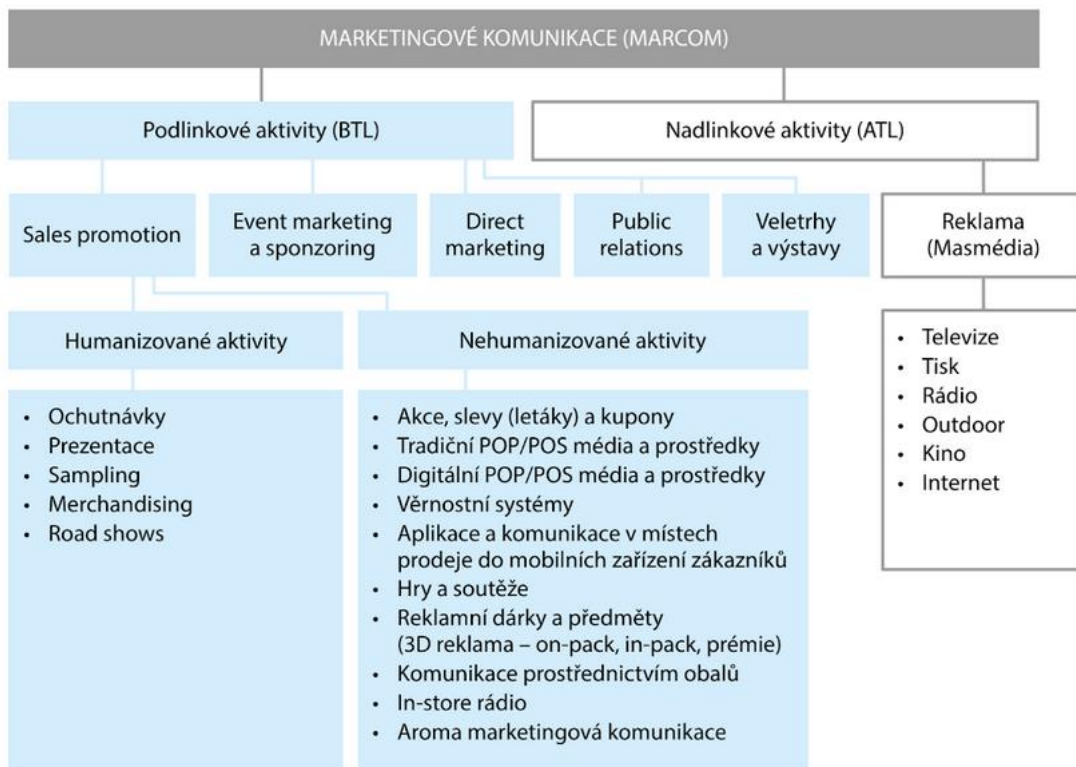 MARKETINGOVÉ KOMUNIKACE (MARCOM)
Podlinkové aktivity (BTL)
Nadlinkové aktivity (ATL)
Sales promotion
Event marketing
a sponzoring
Direct
marketing
Public
relations
Veletrhy
a výstavy
Reklama
(Masmédia)
Humanizované aktivity
Nehumanizované aktivity
• Ochutnávky
• Prezentace
• Sampling
• Merchandising
• Road shows
• Akce, slevy (letáky) a kupony
• Tradiční POP/POS média a prostředky
• Digitální POP/POS média a prostředky
• Věrnostní systémy
• Aplikace a komunikace v místech
prodeje do mobilních zařízení zákazníků
• Hry a soutěže
• Reklamní dárky a předměty
(3D reklama – on-pack, in-pack, prémie)
• Komunikace prostřednictvím obalů
• In-store rádio
• Aroma marketingová komunikace
• Televize
• Tisk
• Rádio
• Outdoor
• Kino
• Internet